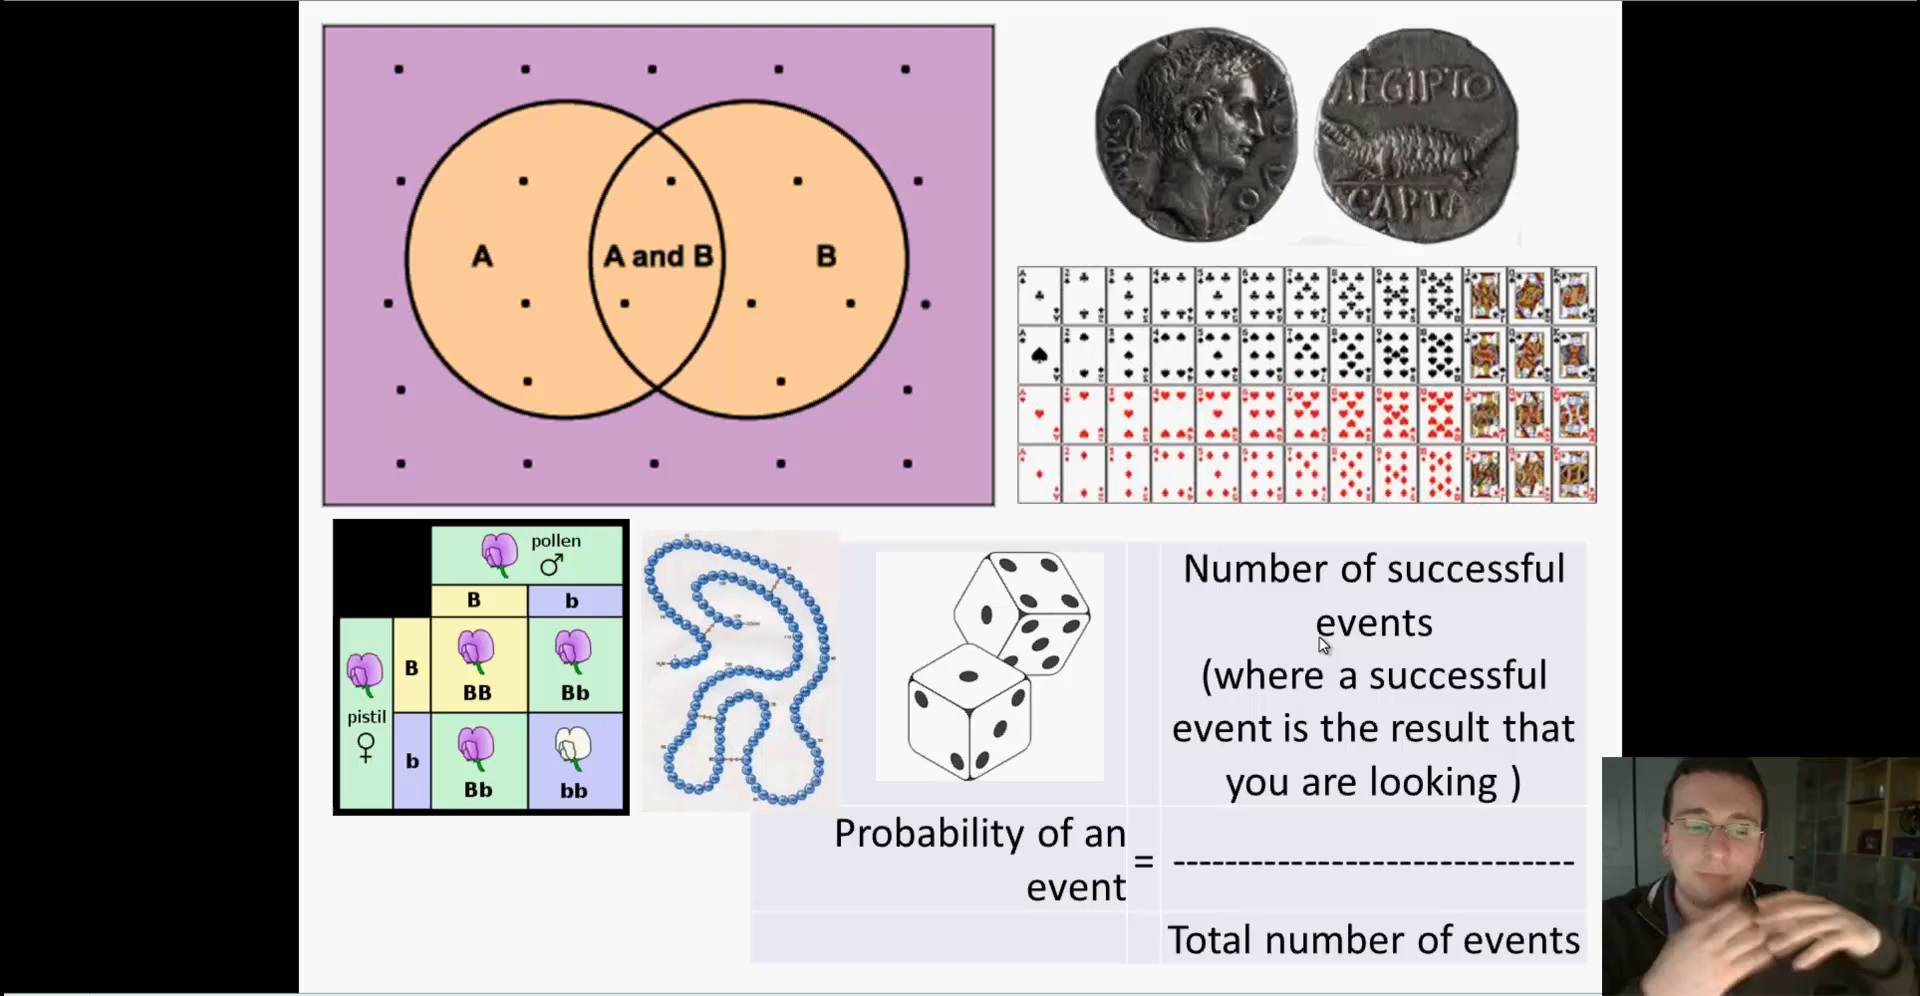 A
A and B
B
AEGIPTO
CAPTA
pollen
♂
B
b
pistil
♀
B
BB
Bb
b
Bb
bb
Number of successful
events
(where a successful
event is the result that
you are looking )
Probability of an
event
=
------------------------------
Total number of events